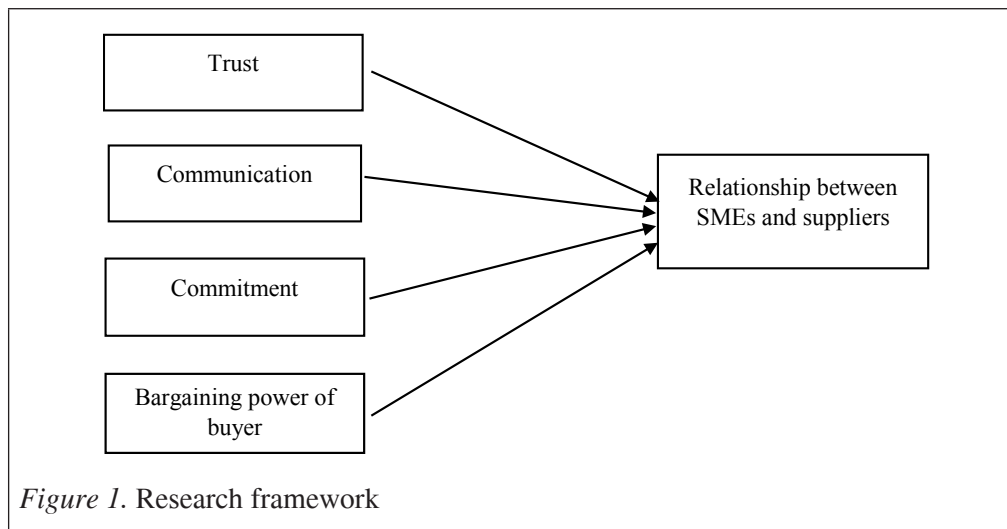 Trust
Communication
Commitment
Bargaining power of
buyer
Relationship between
SMEs and suppliers
Figure 1. Research framework